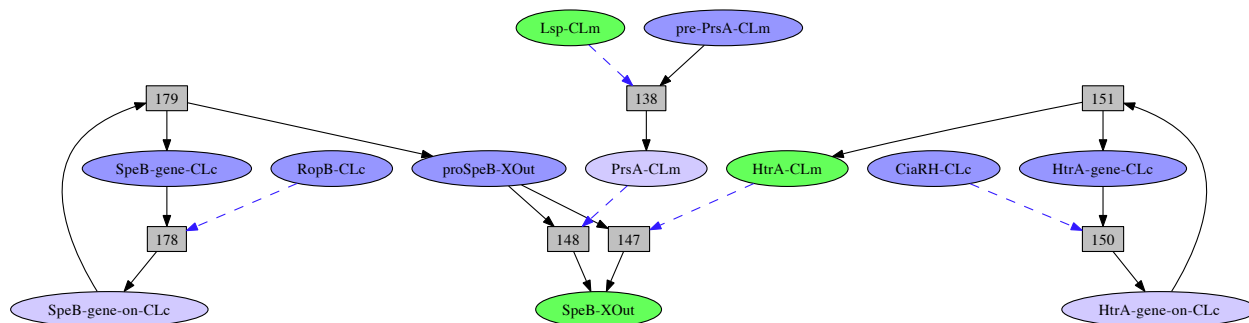 Lsp-CLm
pre-PrsA-CLm
179
138
151
SpeB-gene-CLc
RopB-CLc
proSpeB-XOut
PrsA-CLm
HtrA-CLm
CiaRH-CLc
HtrA-gene-CLc
178
148
147
150
SpeB-gene-on-CLc
SpeB-XOut
HtrA-gene-on-CLc